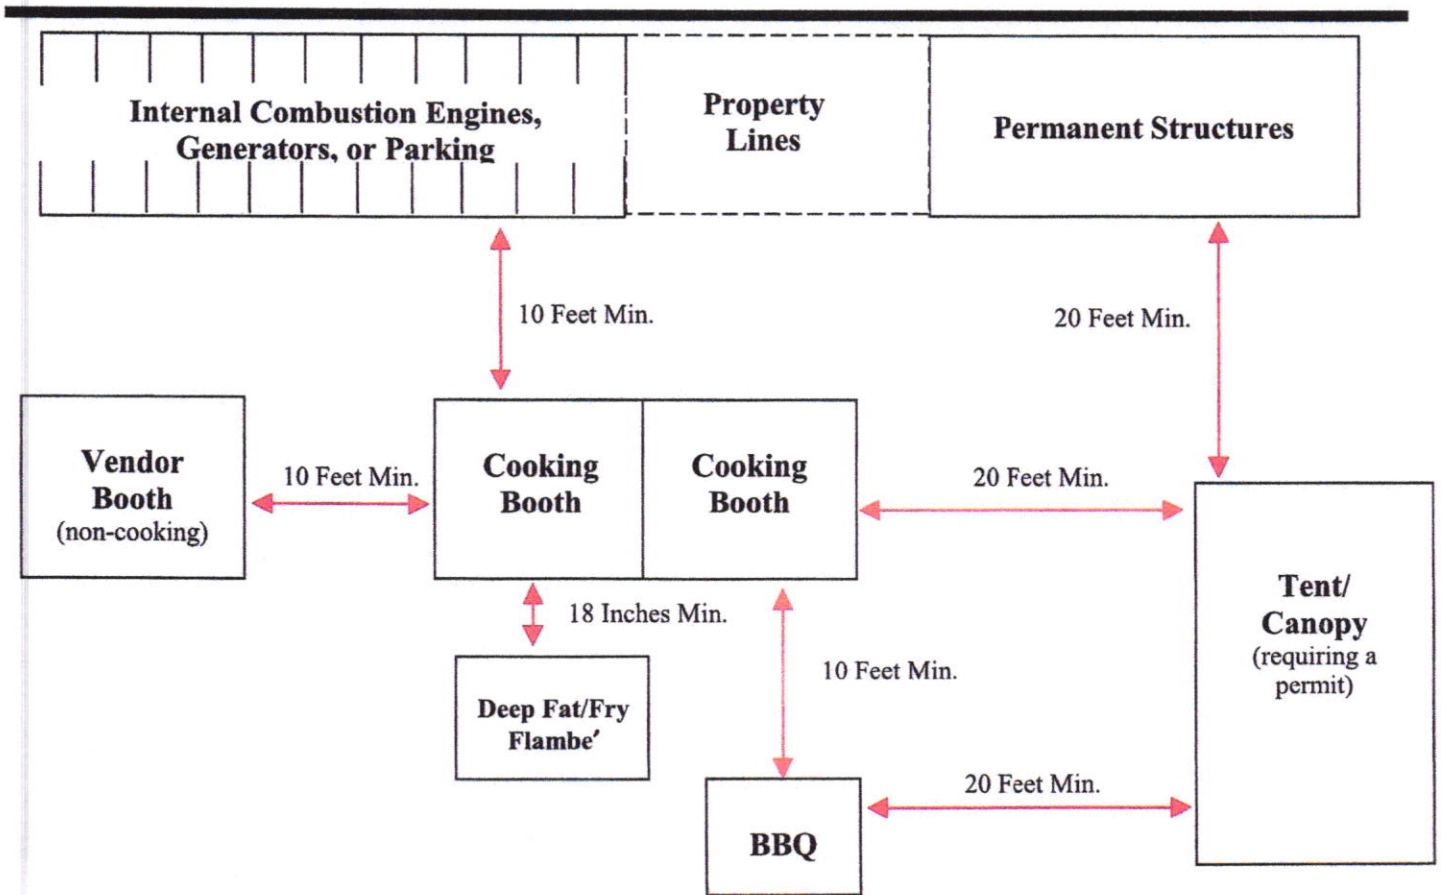 Internal Combustion Engines,
Generators, or Parking
Property
Lines
Permanent Structures
10 Feet Min.
20 Feet Min.
Vendor
Booth
(non-cooking)
10 Feet Min.
Cooking
Booth
Cooking
Booth
20 Feet Min.
18 Inches Min.
Deep Fat/Fry
Flambe′
10 Feet Min.
Tent/
Canopy
(requiring a
permit)
20 Feet Min.
BBQ